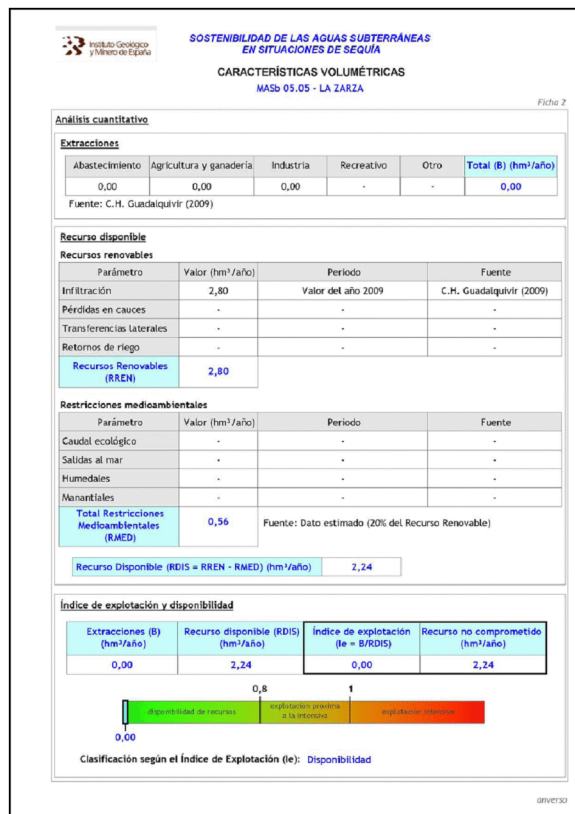 Instituto Geológico
y Minero de España
SOSTENIBILIDAD DE LAS AGUAS SUBTERRÁNEAS
EN SITUACIONES DE SEQUÍA
CARACTERÍSTICAS VOLUMÉTRICAS
MASb 05.05 - LA ZARZA
Ficha 2
Análisis cuantitativo
Extracciones
Abastecimiento Agricultura y ganadería Industria Recreativo Otro Total (B) (hm³/año)
0,00 0,00 0,00 - - 0,00
Fuente: C.H. Guadalquivir (2009)
Recurso disponible
Recursos renovables
Parámetro Valor (hm³/año) Periodo Fuente
Infiltración 2,80 Valor del año 2009 C.H. Guadalquivir (2009)
Pérdidas en cauces - - -
Transferencias laterales - - -
Retornos de riego - - -
Recursos Renovables
(RREN) 2,80
Restricciones medioambientales
Parámetro Valor (hm³/año) Periodo Fuente
Caudal ecológico - - -
Salidas al mar - - -
Humedales - - -
Manantiales - - -
Total Restricciones
Medioambientales
(RMED) 0,56 Fuente: Dato estimado (20% del Recurso Renovable)
Recurso Disponible (RDIS = RREN - RMED) (hm³/año) 2,24
Índice de explotación y disponibilidad
Extracciones (B) Recurso disponible (RDIS) Índice de explotación Recurso no comprometido
(hm³/año) (hm³/año) (Ie = B/RDIS) (hm³/año)
0,00 2,24 0,00 2,24
0,8 1
disponibilidad de recursos explotación próxima a la intensiva explotación intensiva
0,00
Clasificación según el Índice de Explotación (Ie): Disponibilidad
anverso